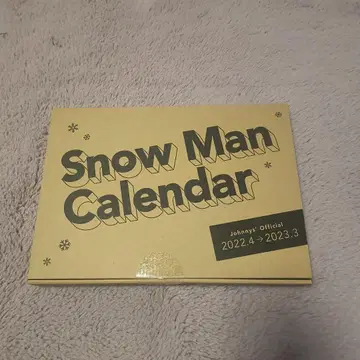 Snow Man
Calendar
Johnnys' Official
2022.4→2023.3